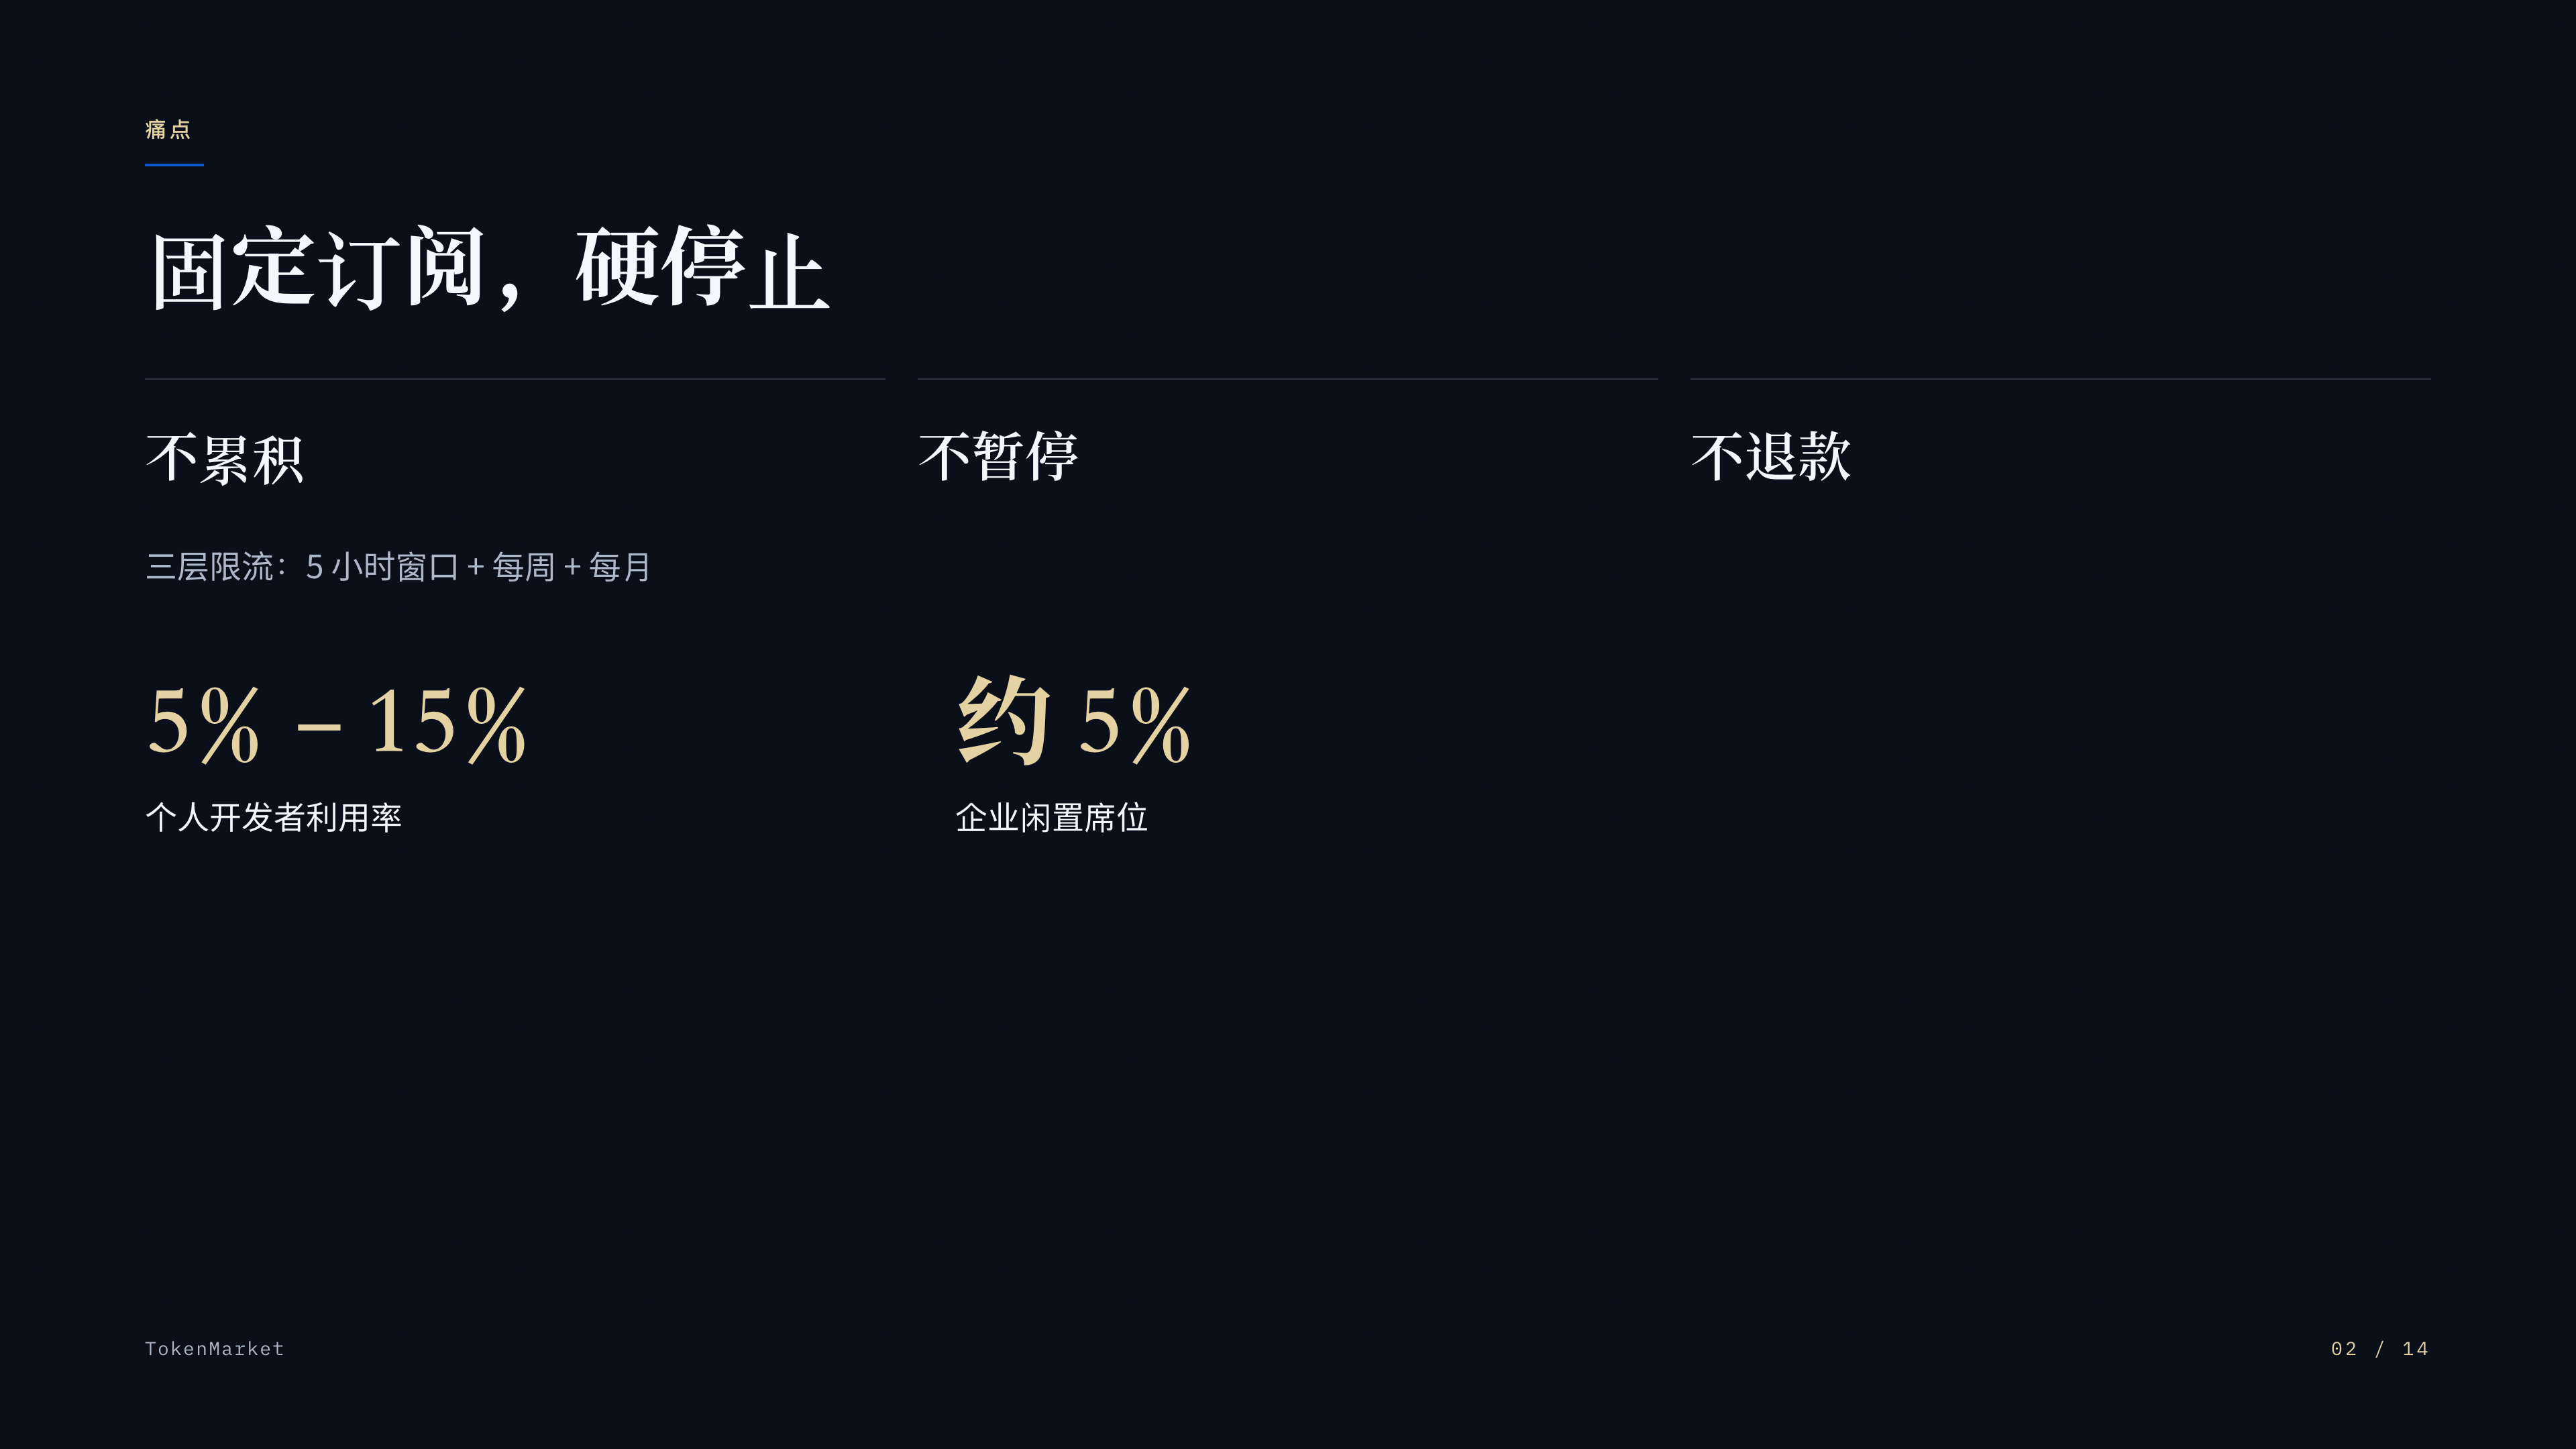 痛点
固定订阅，硬停止
不累积
不暂停
不退款
三层限流：5 小时窗口 + 每周 + 每月
5% – 15%
个人开发者利用率
约 5%
企业闲置席位
TokenMarket
02 / 14